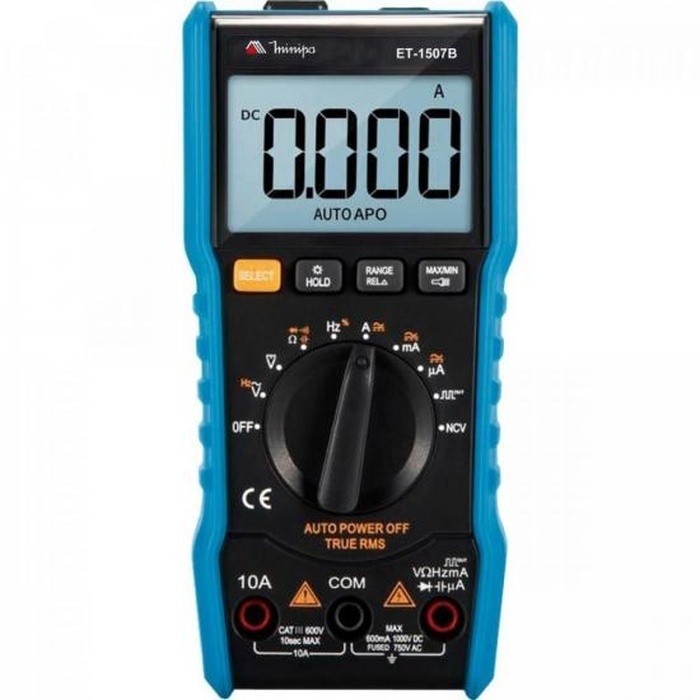 Minipa ET-1507B
A
DC 0.000
AUTO APO
SELECT HOLD RANGE REL△ MAX/MIN
Hz% A mA
Ω
V μA
Hz V
OFF NCV
CE
AUTO POWER OFF
TRUE RMS
10A COM VΩHzmA
μA
CAT III 600V
10sec MAX
10A
MAX
600mA 1000V DC
FUSED 750V AC